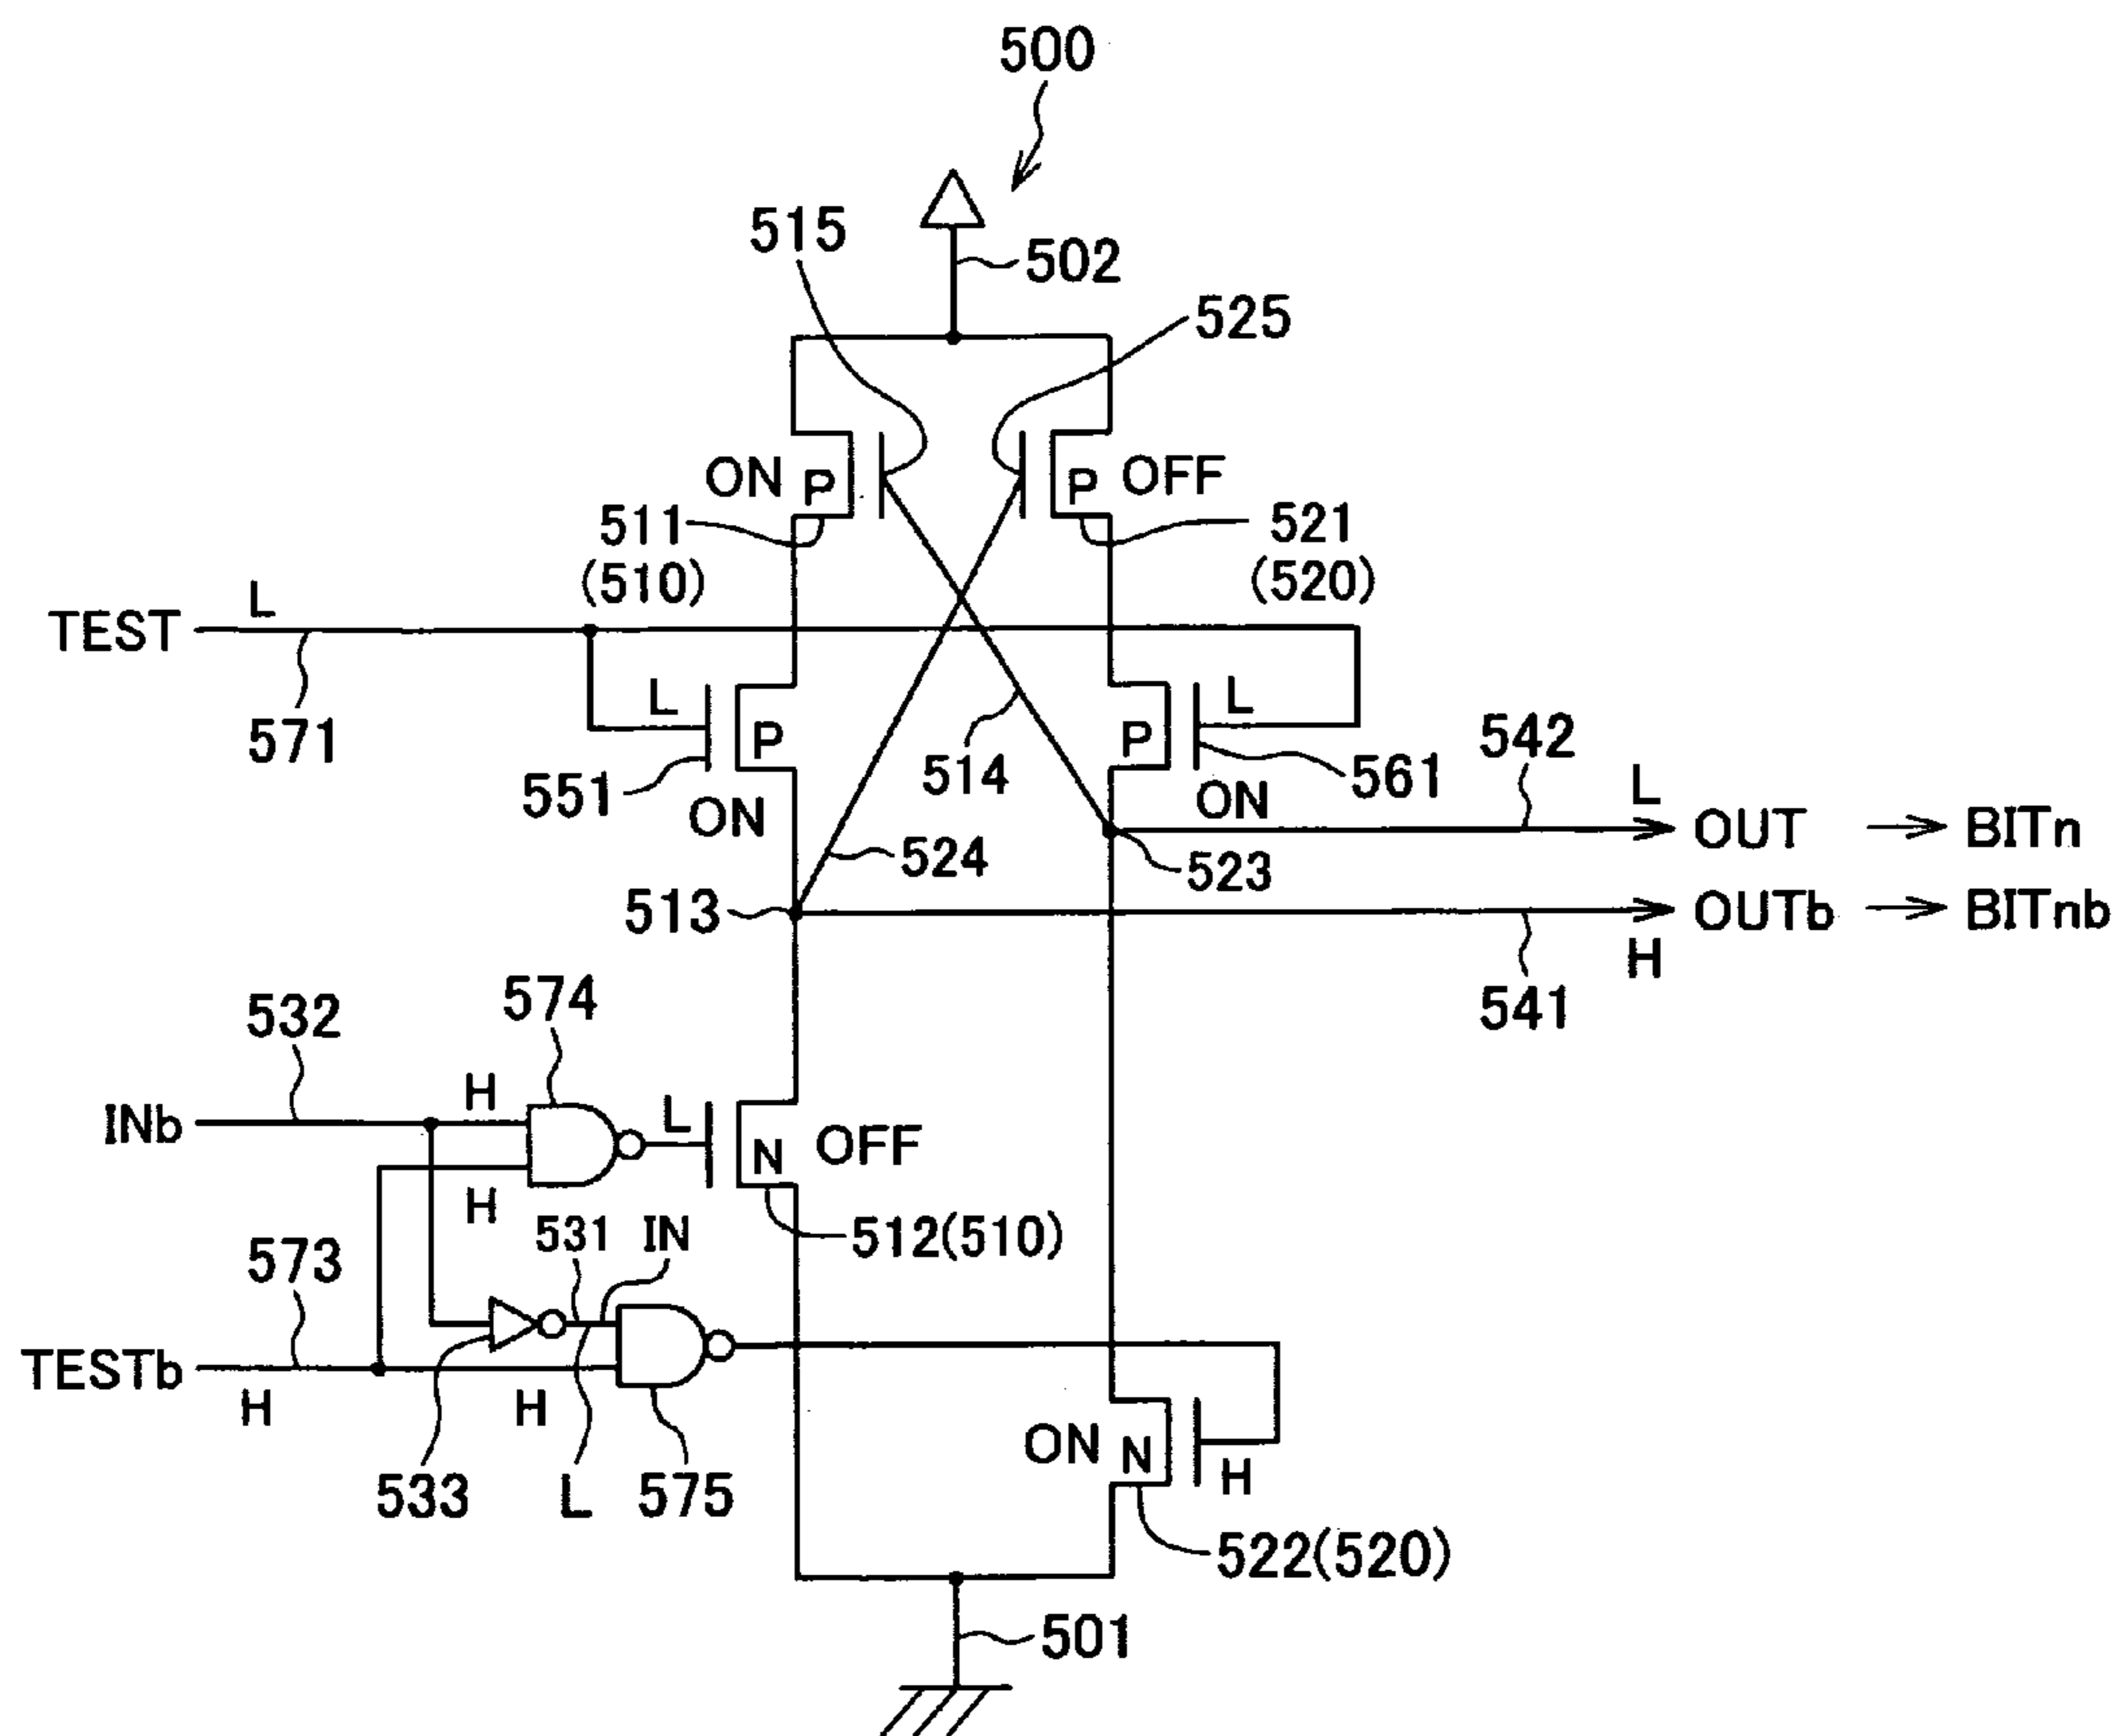 500
515
502
525
ON P
P OFF
511
(510)
521
(520)
TEST
L
571
L
P
551
ON
514
P
L
561
ON
542
L
OUT → BITn
524
523
513
OUTb → BITnb
H
541
574
532
H
INb
L
N OFF
H
531 IN
512(510)
573
TESTb
H
H
533
L
575
ON N
H
522(520)
501